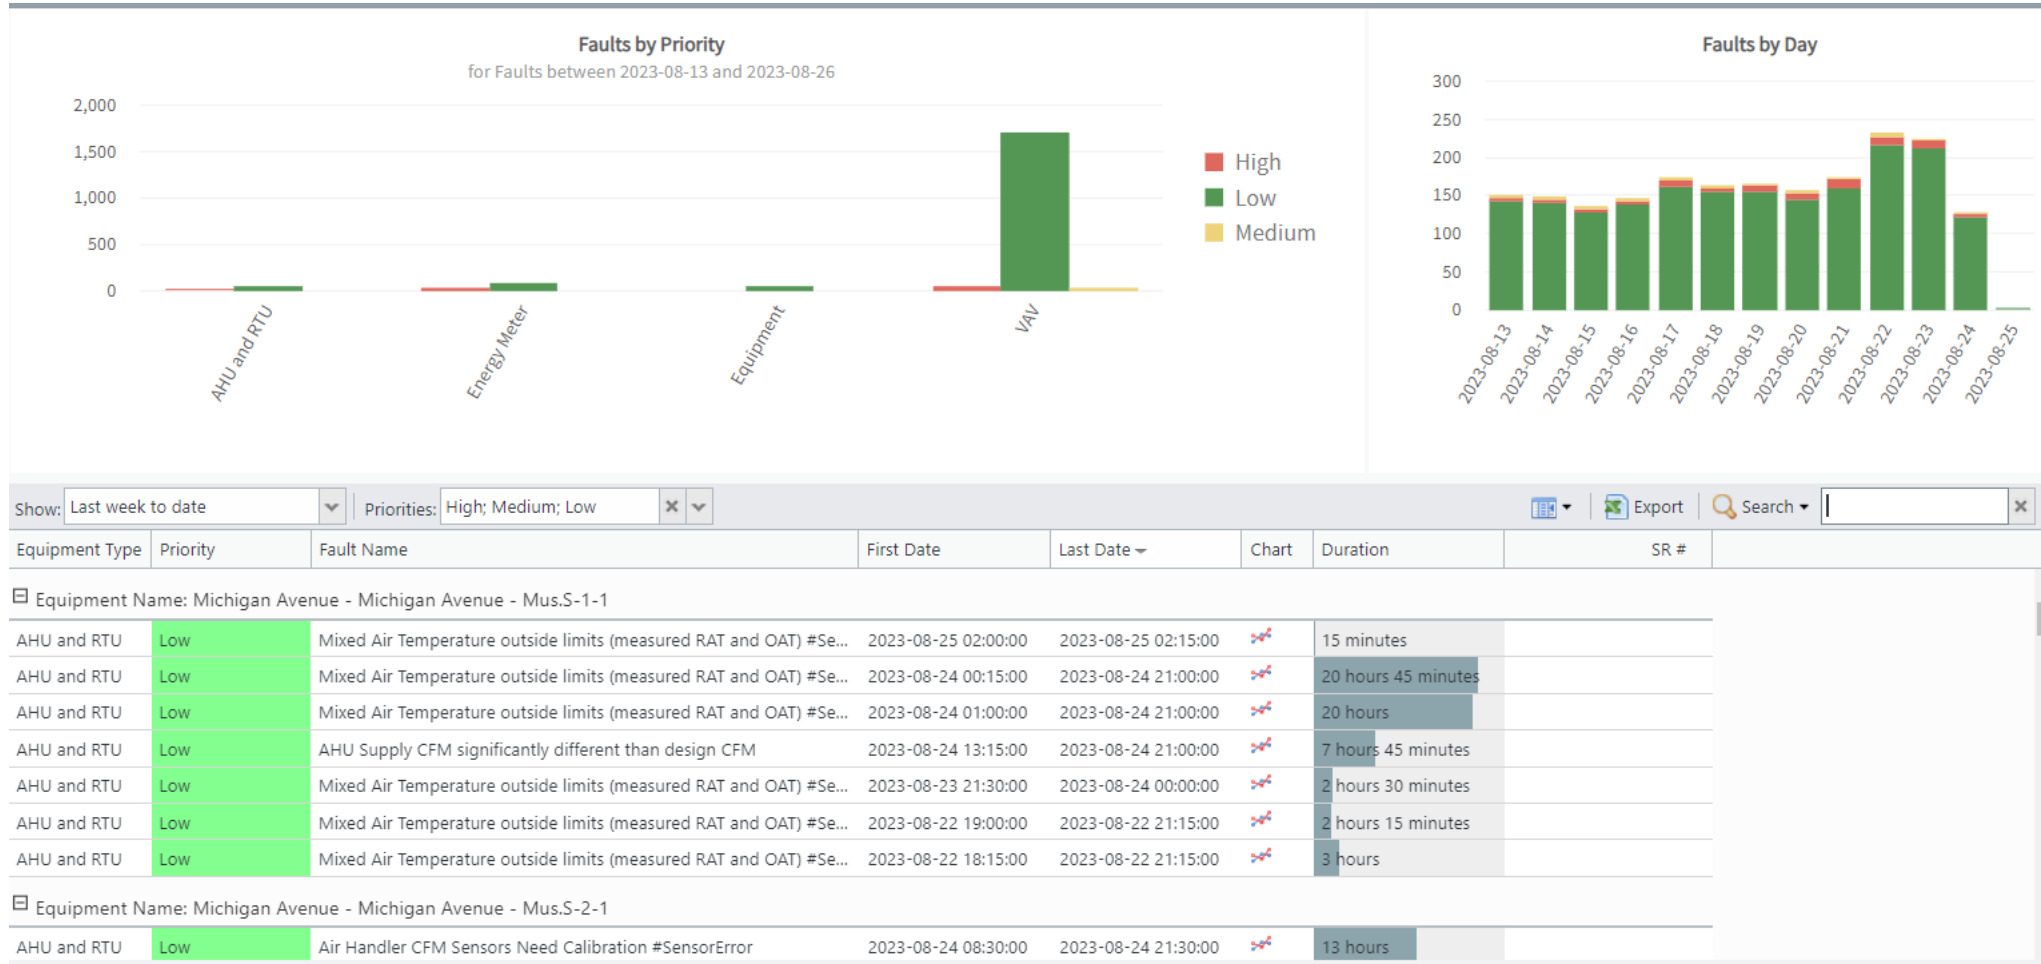 Faults by Priority
for Faults between 2023-08-13 and 2023-08-26
2,000
1,500
1,000
500
0
AHU and RTU
Energy Meter
Equipment
VAV
High
Low
Medium
Faults by Day
300
250
200
150
100
50
0
2023-08-13
2023-08-14
2023-08-15
2023-08-16
2023-08-17
2023-08-18
2023-08-19
2023-08-20
2023-08-21
2023-08-22
2023-08-23
2023-08-24
2023-08-25
Show: Last week to date Priorities: High; Medium; Low Export Search
Equipment Type Priority Fault Name First Date Last Date Chart Duration SR #
Equipment Name: Michigan Avenue - Michigan Avenue - Mus.S-1-1
AHU and RTU Low Mixed Air Temperature outside limits (measured RAT and OAT) #Se... 2023-08-25 02:00:00 2023-08-25 02:15:00 15 minutes
AHU and RTU Low Mixed Air Temperature outside limits (measured RAT and OAT) #Se... 2023-08-24 00:15:00 2023-08-24 21:00:00 20 hours 45 minutes
AHU and RTU Low Mixed Air Temperature outside limits (measured RAT and OAT) #Se... 2023-08-24 01:00:00 2023-08-24 21:00:00 20 hours
AHU and RTU Low AHU Supply CFM significantly different than design CFM 2023-08-24 13:15:00 2023-08-24 21:00:00 7 hours 45 minutes
AHU and RTU Low Mixed Air Temperature outside limits (measured RAT and OAT) #Se... 2023-08-23 21:30:00 2023-08-24 00:00:00 2 hours 30 minutes
AHU and RTU Low Mixed Air Temperature outside limits (measured RAT and OAT) #Se... 2023-08-22 19:00:00 2023-08-22 21:15:00 2 hours 15 minutes
AHU and RTU Low Mixed Air Temperature outside limits (measured RAT and OAT) #Se... 2023-08-22 18:15:00 2023-08-22 21:15:00 3 hours
Equipment Name: Michigan Avenue - Michigan Avenue - Mus.S-2-1
AHU and RTU Low Air Handler CFM Sensors Need Calibration #SensorError 2023-08-24 08:30:00 2023-08-24 21:30:00 13 hours